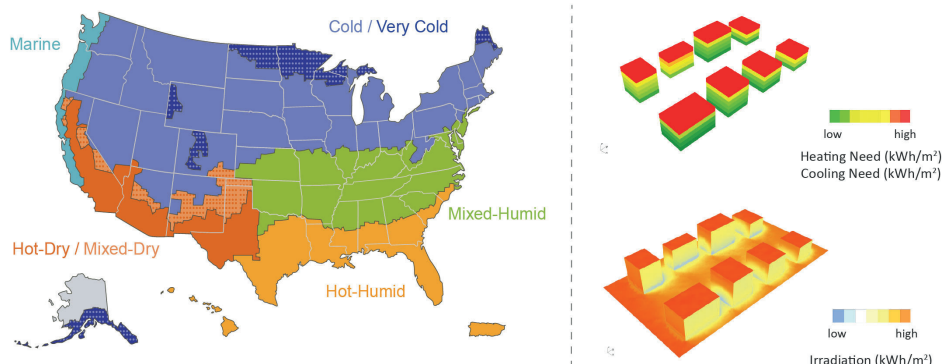 Marine
Cold / Very Cold
Mixed-Humid
Hot-Dry / Mixed-Dry
Hot-Humid
low high
Heating Need (kWh/m²)
Cooling Need (kWh/m²)
low high
Irradiation (kWh/m²)